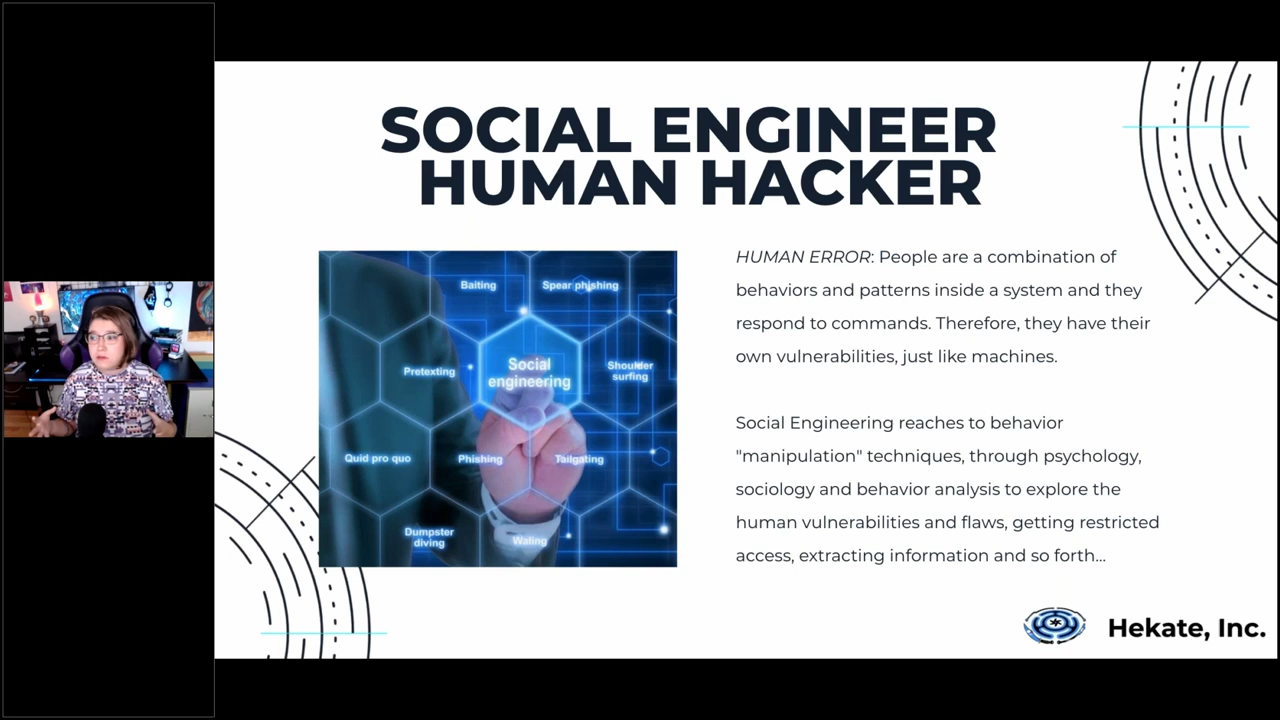 SOCIAL ENGINEER
HUMAN HACKER
Baiting
Spear phishing
Pretexting
Social
engineering
Shoulder
surfing
Quid pro quo
Phishing
Tailgating
Dumpster
diving
Waling
HUMAN ERROR: People are a combination of
behaviors and patterns inside a system and they
respond to commands. Therefore, they have their
own vulnerabilities, just like machines.
Social Engineering reaches to behavior
"manipulation" techniques, through psychology,
sociology and behavior analysis to explore the
human vulnerabilities and flaws, getting restricted
access, extracting information and so forth...
Hekate, Inc.